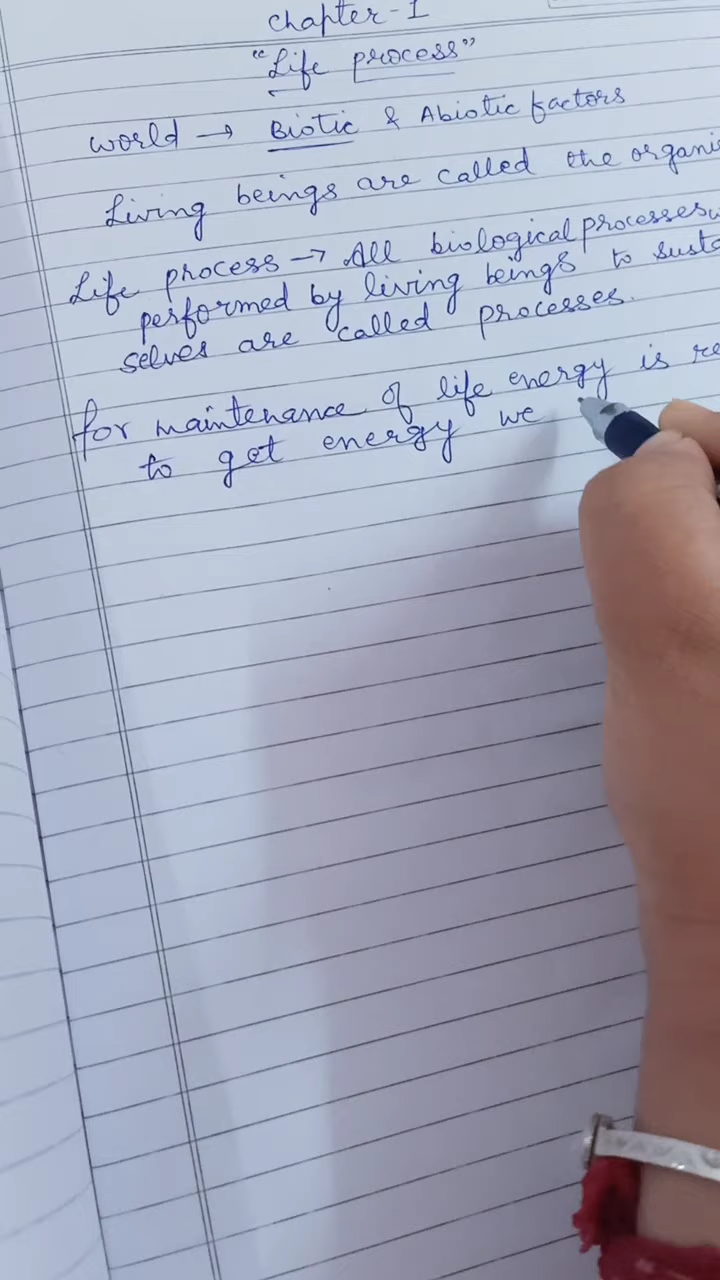 Chapter - I
"Life process"
world → Biotic & Abiotic factors
Living beings are called the
Life process → All biological processes
performed by living beings to
selves are called processes.
for maintenance of life energy is
to get energy we